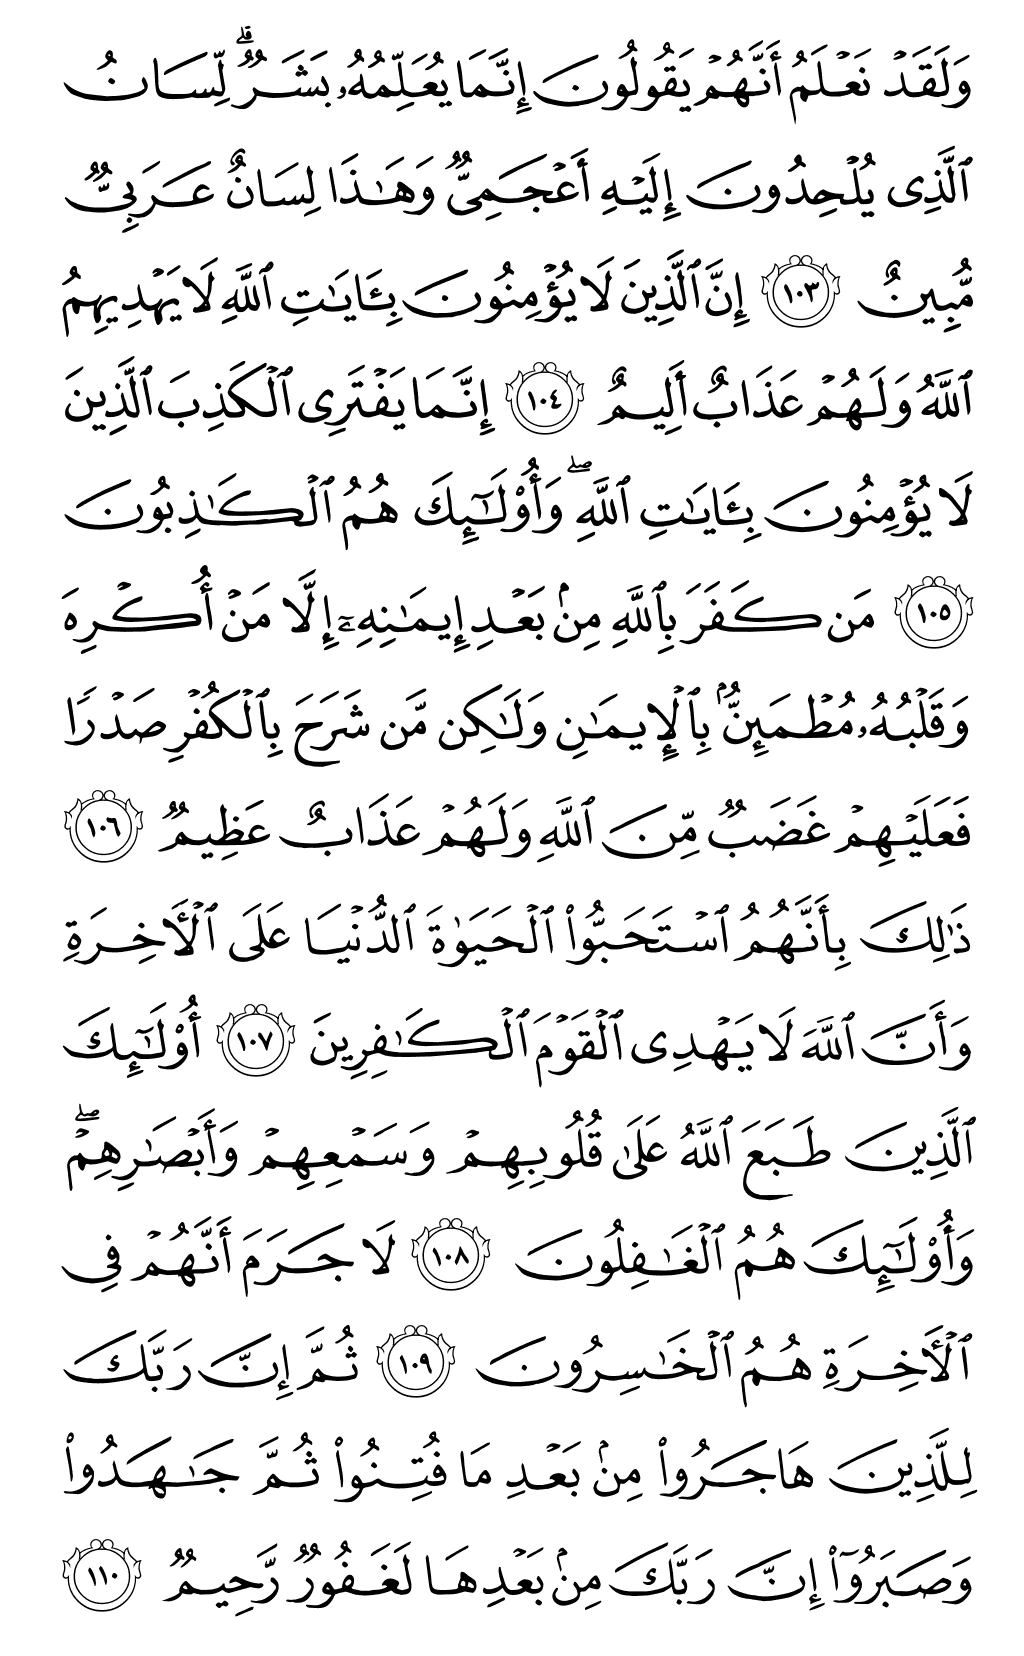 وَلَقَدۡ نَعۡلَمُ أَنَّهُمۡ يَقُولُونَ إِنَّمَا يُعَلِّمُهُۥ بَشَرٞۗ لِّسَانُ
ٱلَّذِي يُلۡحِدُونَ إِلَيۡهِ أَعۡجَمِيّٞ وَهَٰذَا لِسَانٌ عَرَبِيّٞ
مُّبِينٌ ١٠٣ إِنَّ ٱلَّذِينَ لَا يُؤۡمِنُونَ بِـَٔايَٰتِ ٱللَّهِ لَا يَهۡدِيهِمُ
ٱللَّهُ وَلَهُمۡ عَذَابٌ أَلِيمٌ ١٠٤ إِنَّمَا يَفۡتَرِي ٱلۡكَذِبَ ٱلَّذِينَ
لَا يُؤۡمِنُونَ بِـَٔايَٰتِ ٱللَّهِۖ وَأُوْلَٰٓئِكَ هُمُ ٱلۡكَٰذِبُونَ
١٠٥ مَن كَفَرَ بِٱللَّهِ مِنۢ بَعۡدِ إِيمَٰنِهِۦٓ إِلَّا مَنۡ أُكۡرِهَ
وَقَلۡبُهُۥ مُطۡمَئِنُّۢ بِٱلۡإِيمَٰنِ وَلَٰكِن مَّن شَرَحَ بِٱلۡكُفۡرِ صَدۡرٗا
فَعَلَيۡهِمۡ غَضَبٞ مِّنَ ٱللَّهِ وَلَهُمۡ عَذَابٌ عَظِيمٞ ١٠٦
ذَٰلِكَ بِأَنَّهُمُ ٱسۡتَحَبُّواْ ٱلۡحَيَوٰةَ ٱلدُّنۡيَا عَلَى ٱلۡأٓخِرَةِ
وَأَنَّ ٱللَّهَ لَا يَهۡدِي ٱلۡقَوۡمَ ٱلۡكَٰفِرِينَ ١٠٧ أُوْلَٰٓئِكَ
ٱلَّذِينَ طَبَعَ ٱللَّهُ عَلَىٰ قُلُوبِهِمۡ وَسَمۡعِهِمۡ وَأَبۡصَٰرِهِمۡۖ
وَأُوْلَٰٓئِكَ هُمُ ٱلۡغَٰفِلُونَ ١٠٨ لَا جَرَمَ أَنَّهُمۡ فِي
ٱلۡأٓخِرَةِ هُمُ ٱلۡخَٰسِرُونَ ١٠٩ ثُمَّ إِنَّ رَبَّكَ
لِلَّذِينَ هَاجَرُواْ مِنۢ بَعۡدِ مَا فُتِنُواْ ثُمَّ جَٰهَدُواْ
وَصَبَرُوٓاْ إِنَّ رَبَّكَ مِنۢ بَعۡدِهَا لَغَفُورٞ رَّحِيمٞ ١١٠